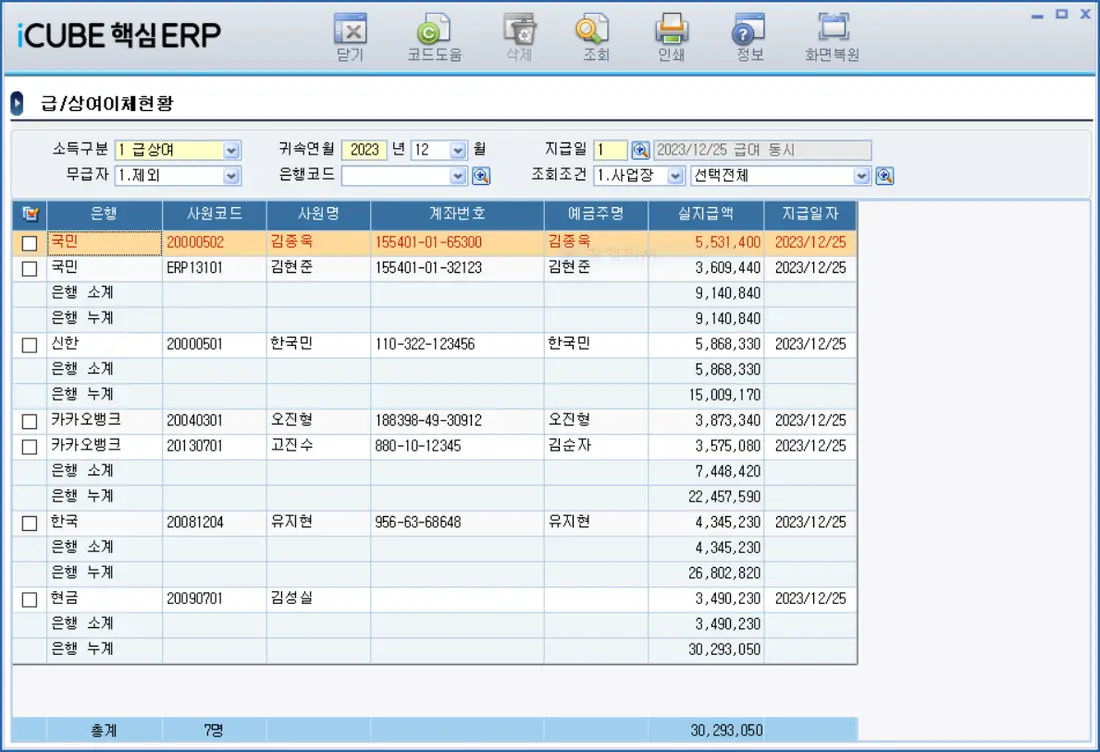 iCUBE 핵심 ERP
닫기 코드도움 삭제 조회 인쇄 정보 화면복원
급/상여이체현황
소득구분 1 급상여 귀속연월 2023 년 12 월 지급일 1 2023/12/25 급여 동시
무급자 1.제외 은행코드 조회조건 1.사업장 선택전체
은행 사원코드 사원명 계좌번호 예금주명 실지급액 지급일자
국민 20000502 김종욱 155401-01-65300 김종욱 5,531,400 2023/12/25
국민 ERP13101 김현준 155401-01-32123 김현준 3,609,440 2023/12/25
은행 소계 9,140,840
은행 누계 9,140,840
신한 20000501 한국민 110-322-123456 한국민 5,868,330 2023/12/25
은행 소계 5,868,330
은행 누계 15,009,170
카카오뱅크 20040301 오진형 188398-49-30912 오진형 3,873,340 2023/12/25
카카오뱅크 20130701 고진수 880-10-12345 김순자 3,575,080 2023/12/25
은행 소계 7,448,420
은행 누계 22,457,590
한국 20081204 유지현 956-63-68648 유지현 4,345,230 2023/12/25
은행 소계 4,345,230
은행 누계 26,802,820
현금 20090701 김성실 3,490,230 2023/12/25
은행 소계 3,490,230
은행 누계 30,293,050
총계 7명 30,293,050